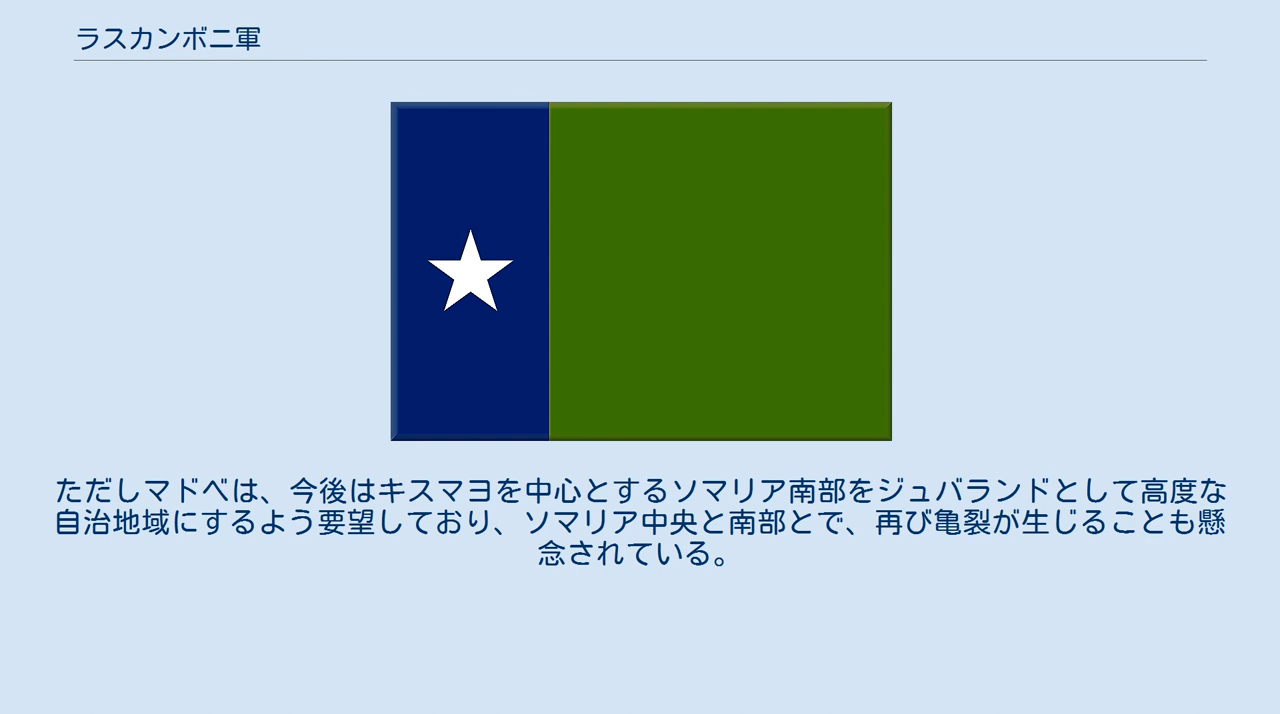 ラスカンボニ軍
ただしマドベは、今後はキスマヨを中心とするソマリア南部をジュバランドとして高度な
自治地域にするよう要望しており、ソマリア中央と南部とで、再び亀裂が生じることも懸
念されている。